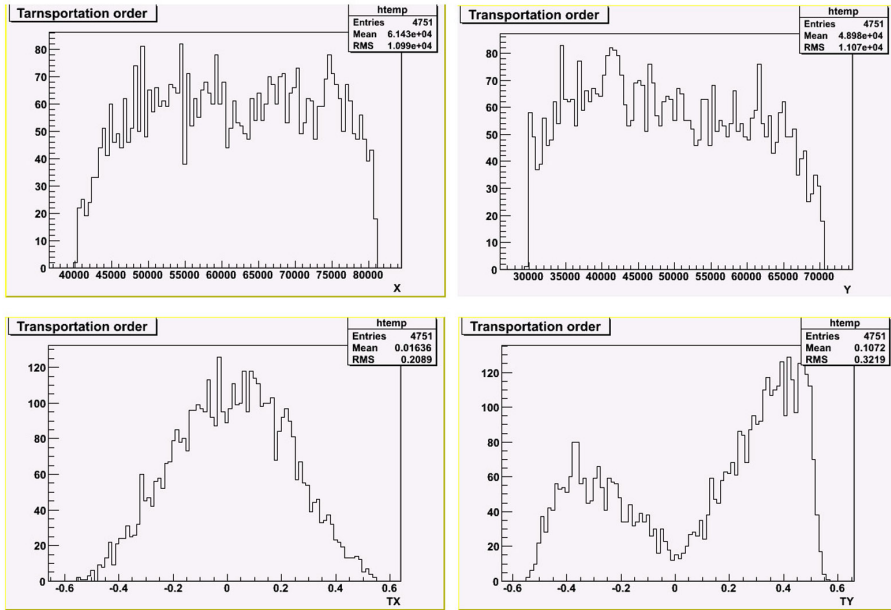 Tarnsportation order
htemp
Entries 4751
Mean 6.143e+04
RMS 1.099e+04
80
70
60
50
40
30
20
10
0
40000 45000 50000 55000 60000 65000 70000 75000 80000
X
Transportation order
htemp
Entries 4751
Mean 4.898e+04
RMS 1.107e+04
80
70
60
50
40
30
20
10
0
30000 35000 40000 45000 50000 55000 60000 65000 70000
Y
Transportation order
htemp
Entries 4751
Mean 0.01636
RMS 0.2089
120
100
80
60
40
20
0
-0.6 -0.4 -0.2 0 0.2 0.4 0.6
TX
Transportation order
htemp
Entries 4751
Mean 0.1072
RMS 0.3219
120
100
80
60
40
20
0
-0.6 -0.4 -0.2 0 0.2 0.4 0.6
TY